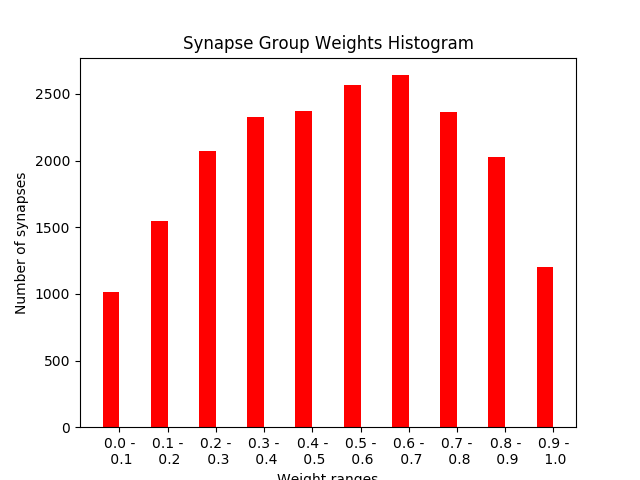 Synapse Group Weights Histogram
Number of synapses
2500
2000
1500
1000
500
0
0.0 - 0.1 - 0.2 - 0.3 - 0.4 - 0.5 - 0.6 - 0.7 - 0.8 - 0.9 -
0.1 0.2 0.3 0.4 0.5 0.6 0.7 0.8 0.9 1.0
Weight ranges